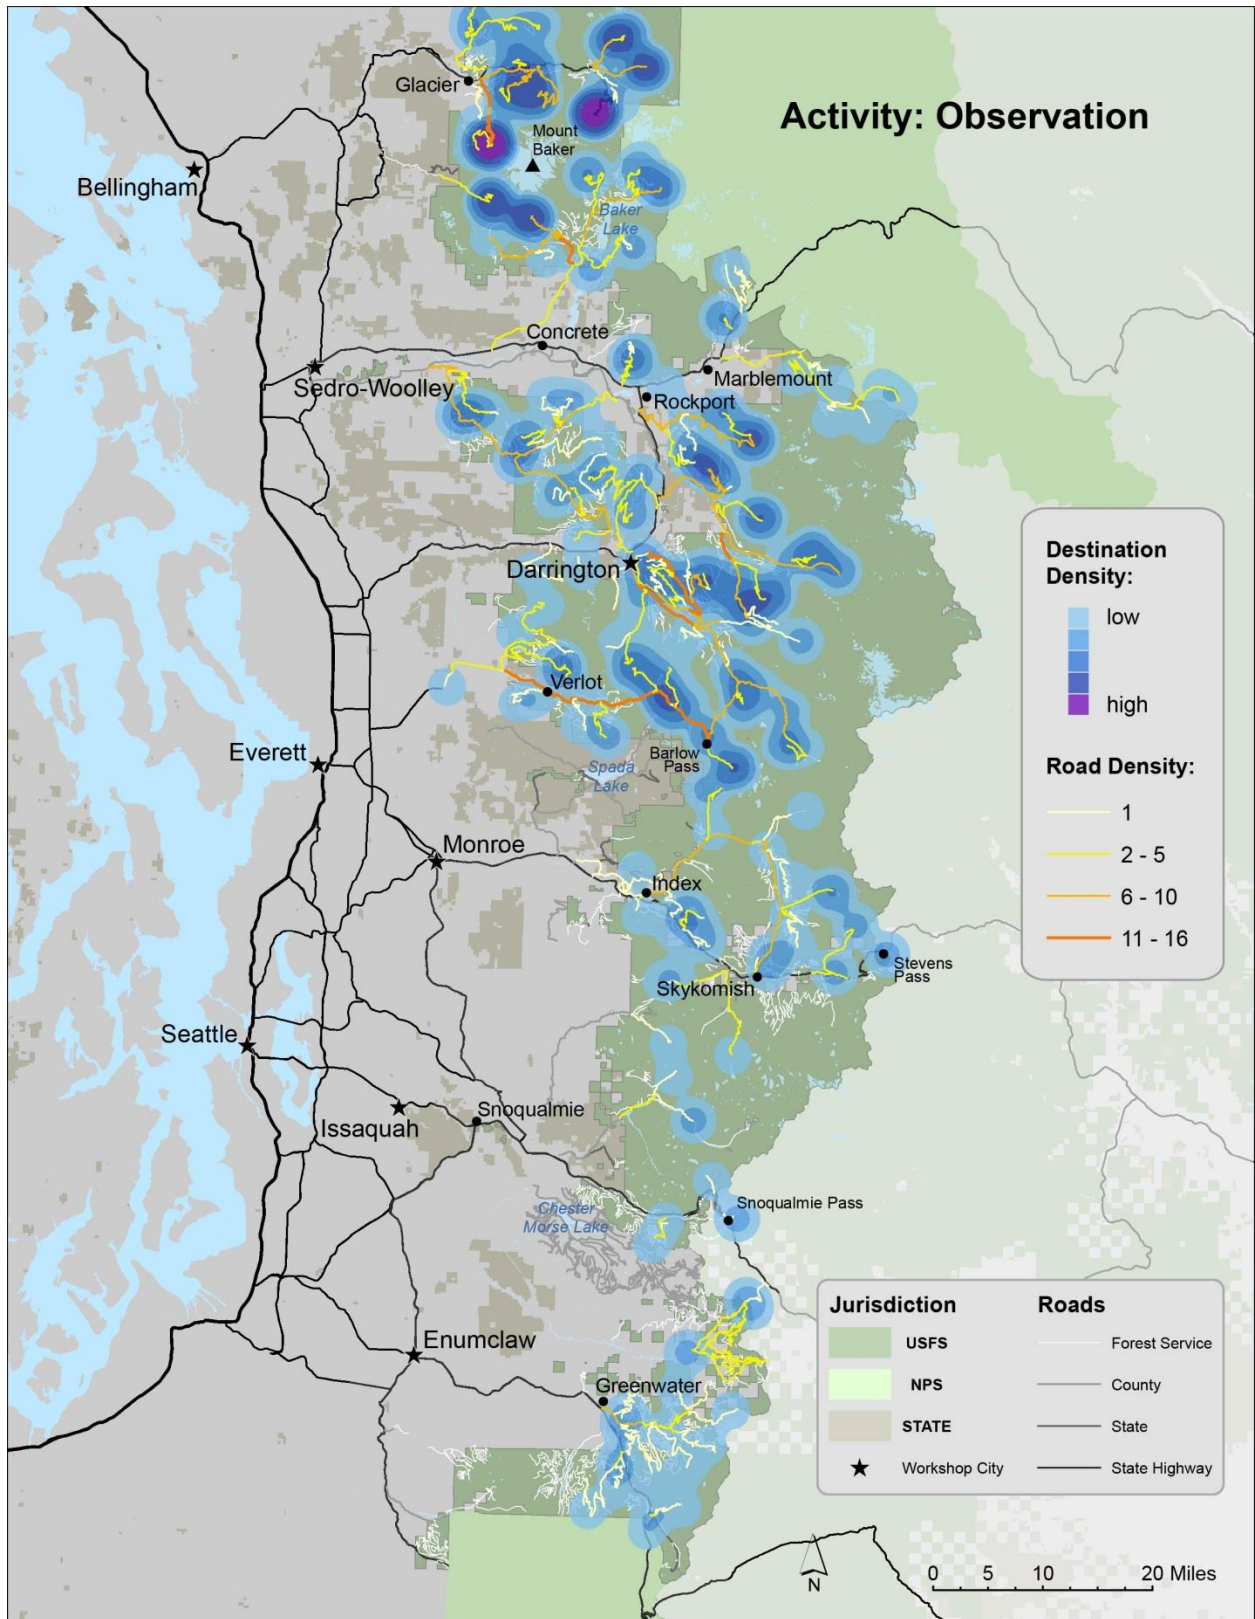 Activity: Observation
Glacier
Mount
Baker
Bellingham
Baker
Lake
Concrete
Sedro-Woolley
Marblemount
Rockport
Darrington
Verlot
Barlow
Pass
Everett
Spada
Lake
Monroe
Index
Stevens
Pass
Skykomish
Seattle
Issaquah
Snoqualmie
Chester
Morse Lake
Snoqualmie Pass
Enumclaw
Greenwater
Destination
Density:
low
high
Road Density:
1
2 - 5
6 - 10
11 - 16
Jurisdiction
USFS
NPS
STATE
Workshop City
Roads
Forest Service
County
State
State Highway
N
0 5 10 20 Miles